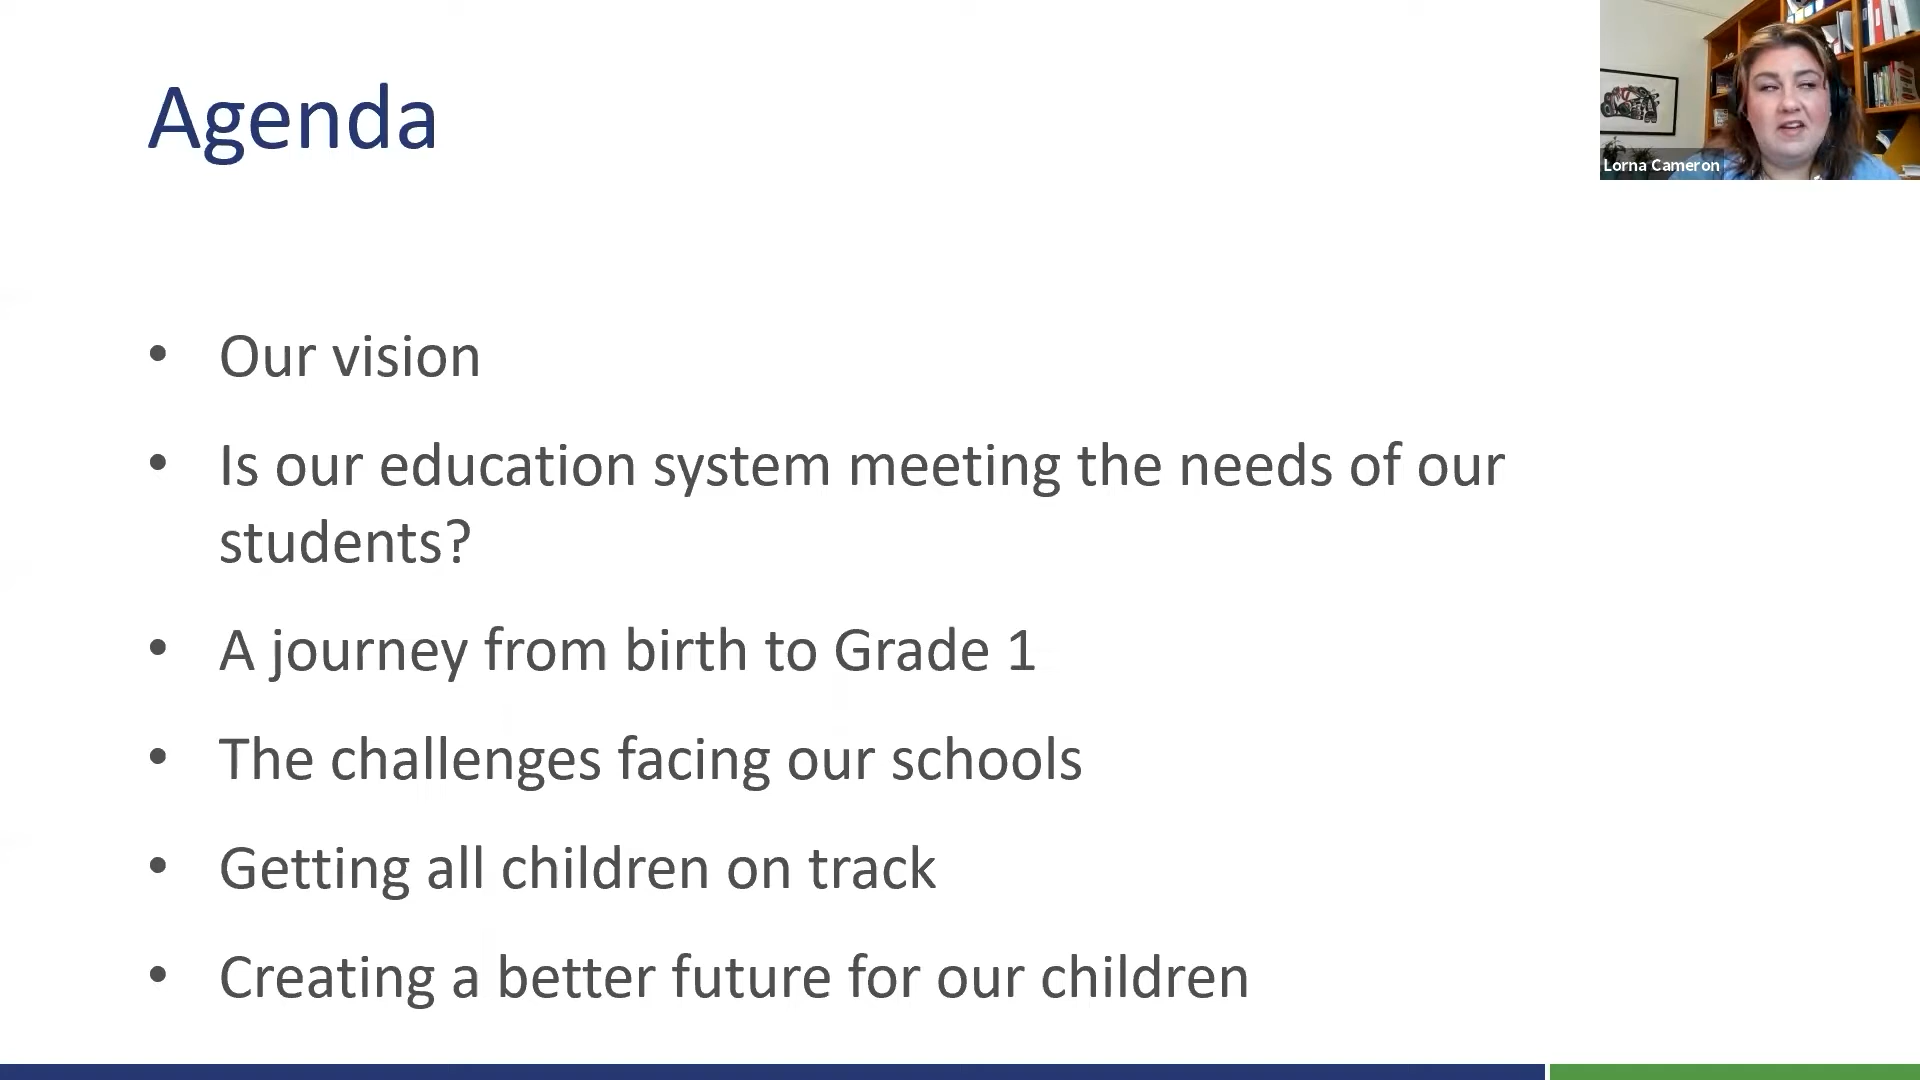 Agenda
Lorna Cameron
• Our vision
• Is our education system meeting the needs of our
students?
• A journey from birth to Grade 1
• The challenges facing our schools
• Getting all children on track
• Creating a better future for our children